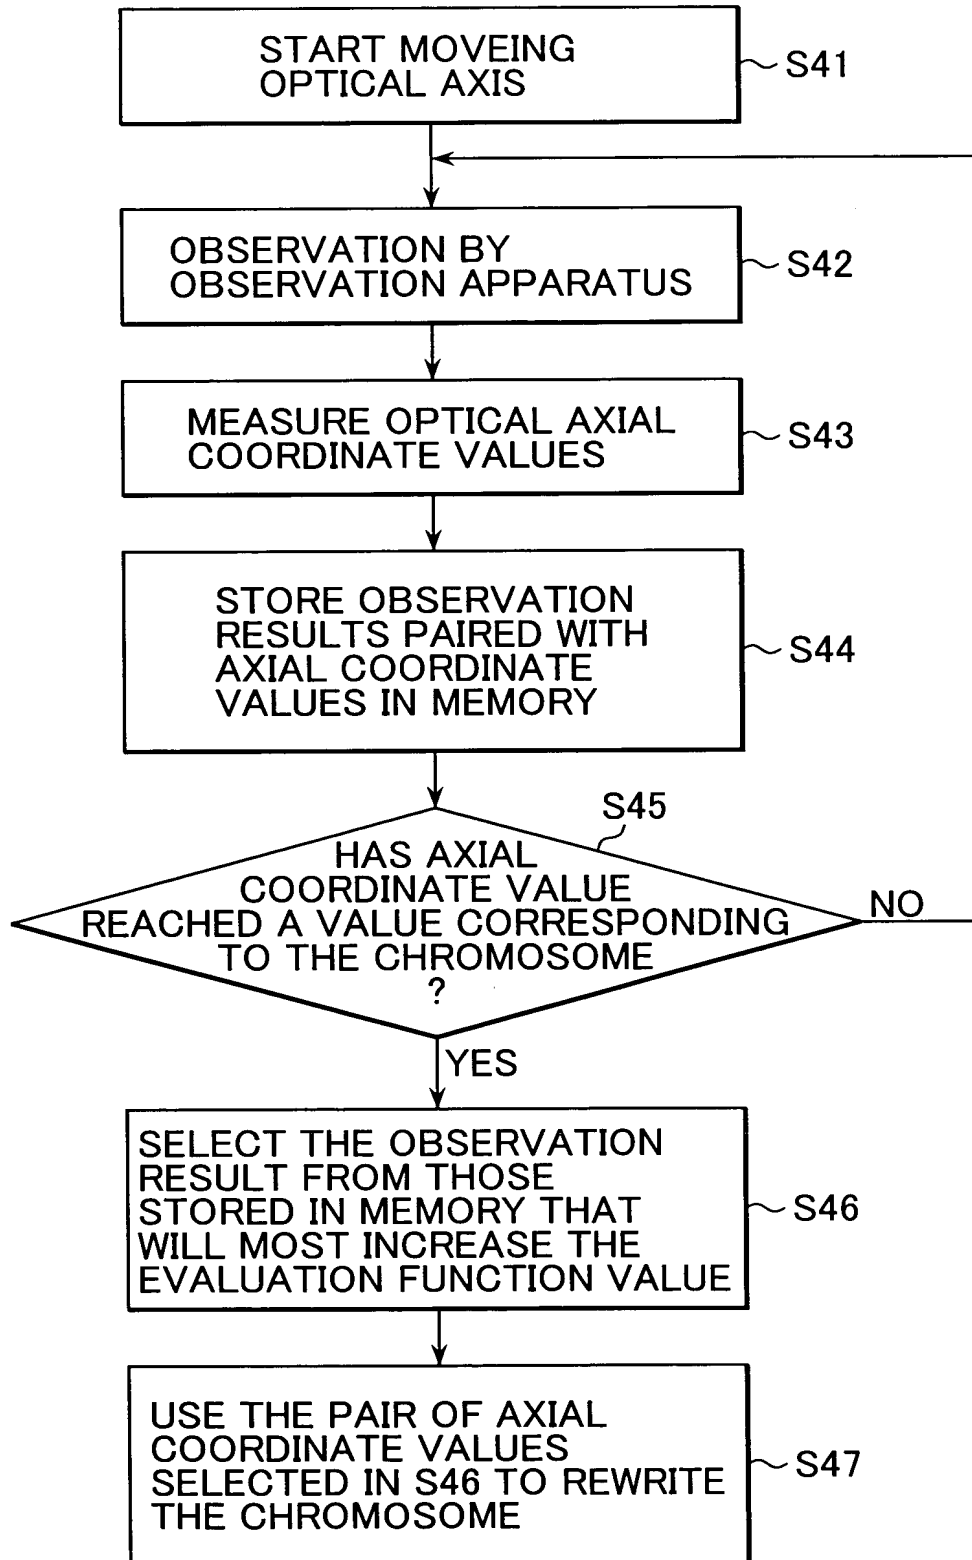 START MOVEING
OPTICAL AXIS
S41
OBSERVATION BY
OBSERVATION APPARATUS
S42
MEASURE OPTICAL AXIAL
COORDINATE VALUES
S43
STORE OBSERVATION
RESULTS PAIRED WITH
AXIAL COORDINATE
VALUES IN MEMORY
S44
S45
HAS AXIAL
COORDINATE VALUE
REACHED A VALUE CORRESPONDING
TO THE CHROMOSOME
?
NO
YES
SELECT THE OBSERVATION
RESULT FROM THOSE
STORED IN MEMORY THAT
WILL MOST INCREASE THE
EVALUATION FUNCTION VALUE
S46
USE THE PAIR OF AXIAL
COORDINATE VALUES
SELECTED IN S46 TO REWRITE
THE CHROMOSOME
S47